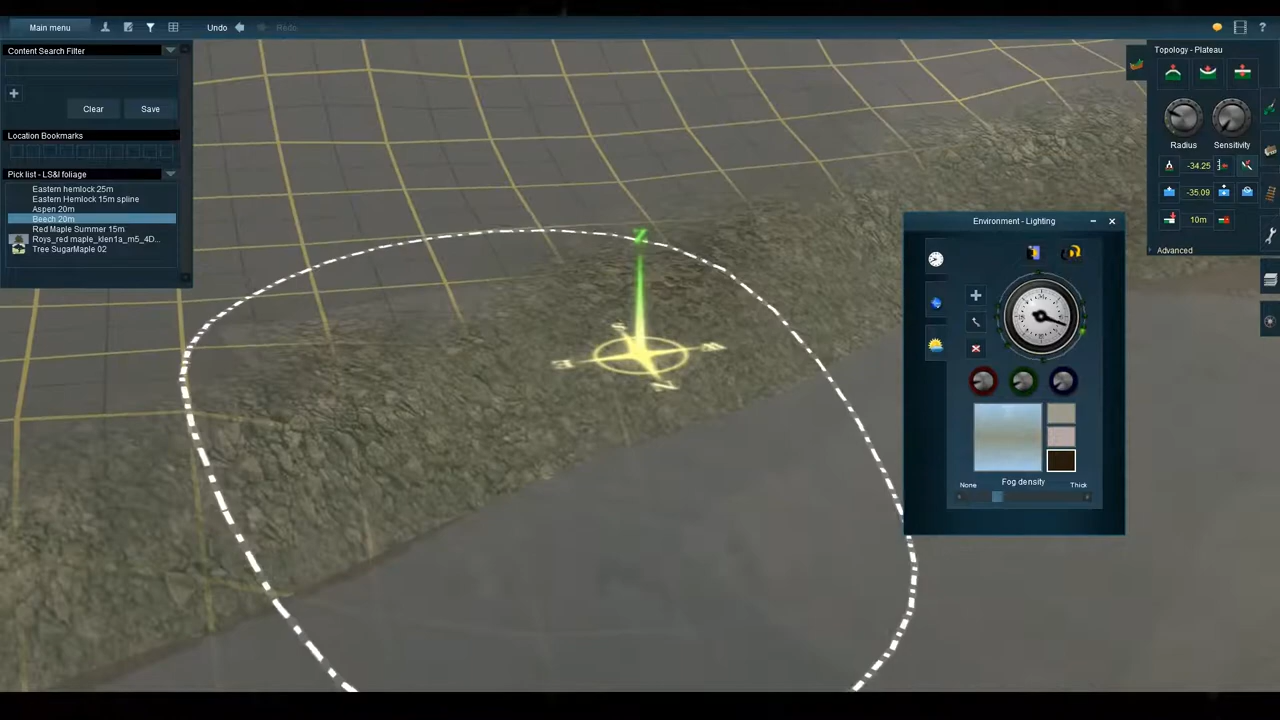 Main menu
Undo
Redo
Content Search Filter
Clear
Save
Location Bookmarks
Pick list - LS&I foliage
Eastern hemlock 25m
Eastern Hemlock 15m spline
Aspen 20m
Beech 20m
Red Maple Summer 15m
Roys_red maple_klen1a_m5_4D...
Tree SugarMaple 02
Topology - Plateau
Radius
Sensitivity
-34.25
-35.09
10m
Advanced
Environment - Lighting
Fog density
None
Thick